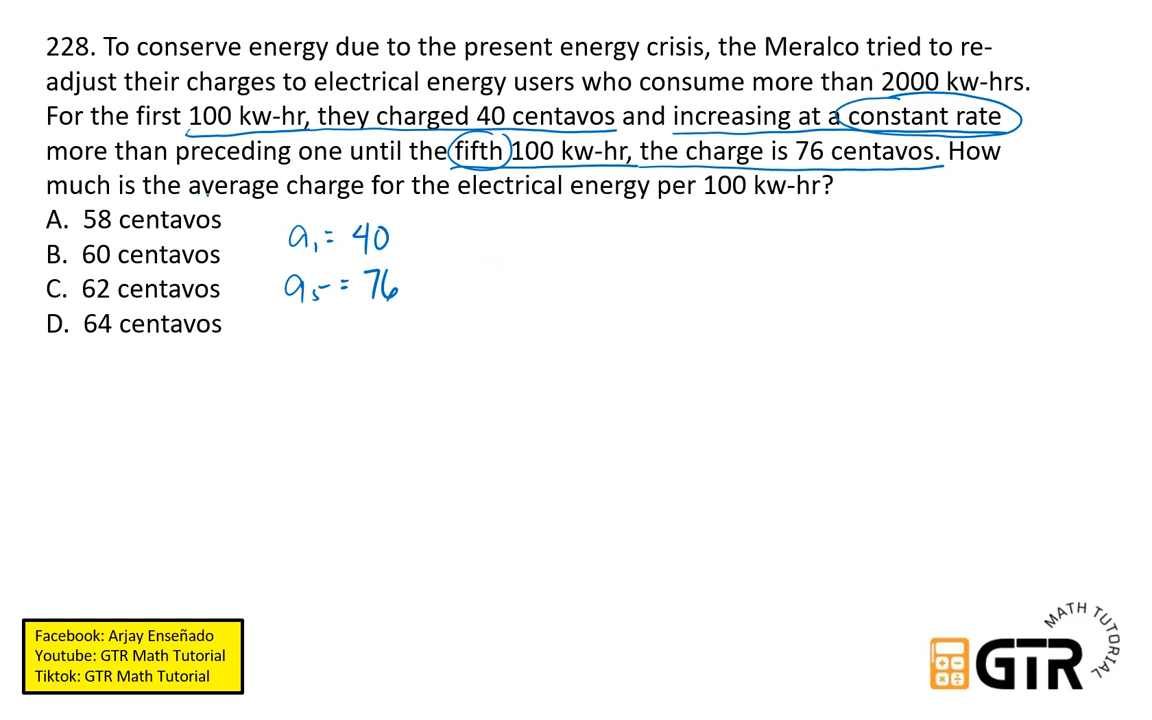 228. To conserve energy due to the present energy crisis, the Meralco tried to re-
adjust their charges to electrical energy users who consume more than 2000 kw-hrs.
For the first 100 kw-hr, they charged 40 centavos and increasing at a constant rate
more than preceding one until the fifth 100 kw-hr, the charge is 76 centavos. How
much is the average charge for the electrical energy per 100 kw-hr?
A. 58 centavos
B. 60 centavos
C. 62 centavos
D. 64 centavos
a₁ = 40
a₅ = 76
Facebook: Arjay Enseñado
Youtube: GTR Math Tutorial
Tiktok: GTR Math Tutorial
GTR
MATH TUTORIAL